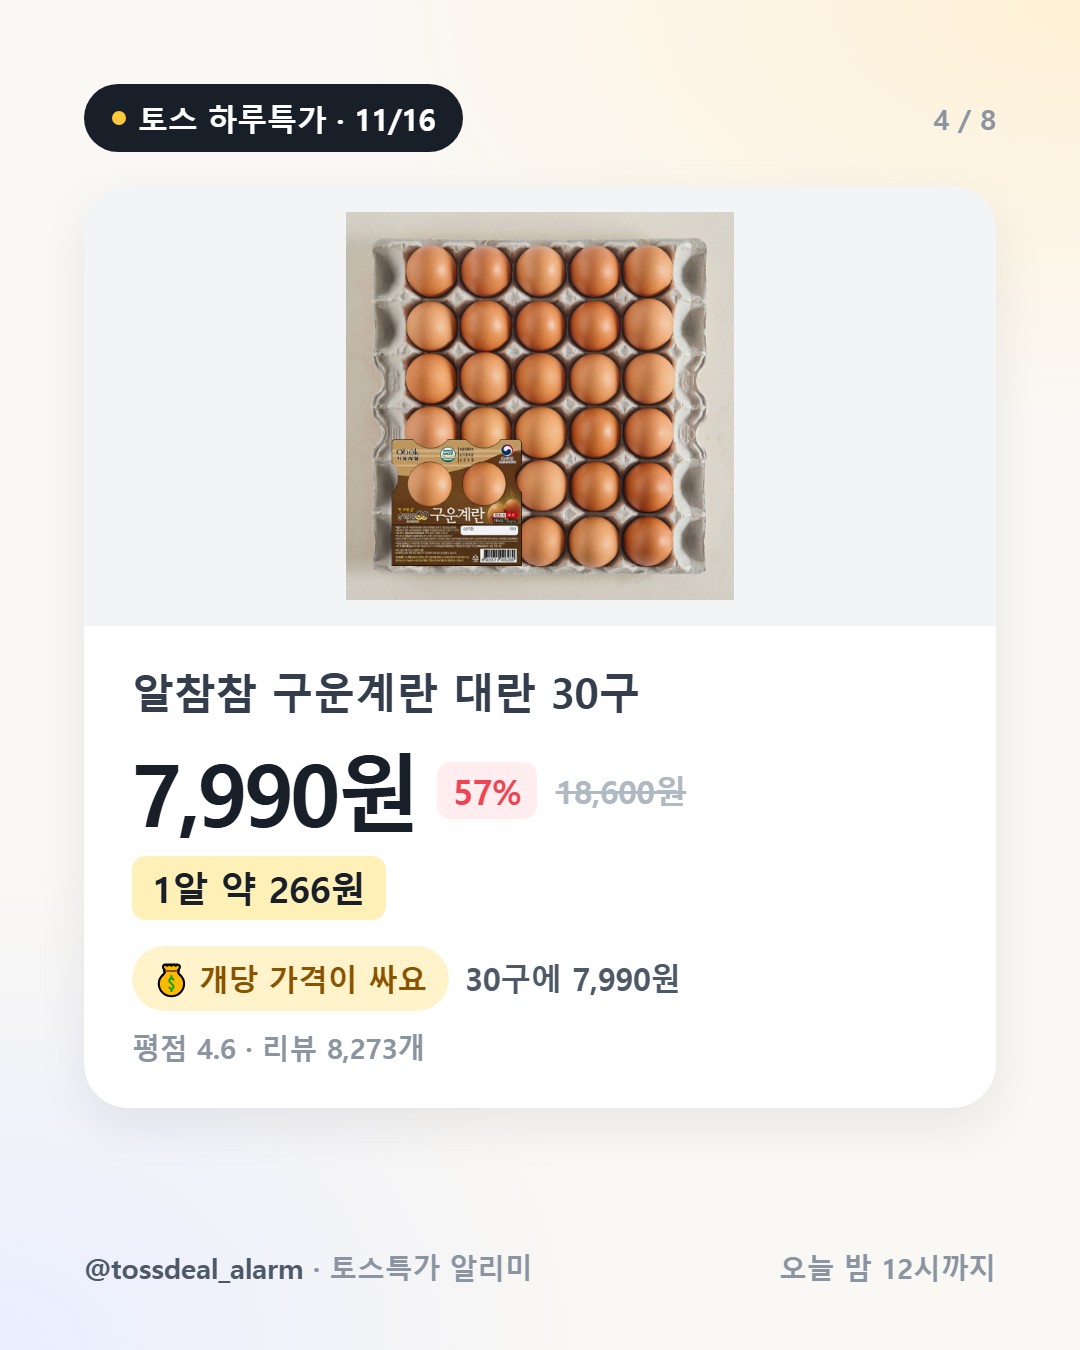 토스 하루특가 · 11/16
4 / 8
Obok
구운계란
알참참 구운계란 대란 30구
7,990원 57% 18,600원
1알 약 266원
개당 가격이 싸요 30구에 7,990원
평점 4.6 · 리뷰 8,273개
@tossdeal_alarm · 토스특가 알리미
오늘 밤 12시까지